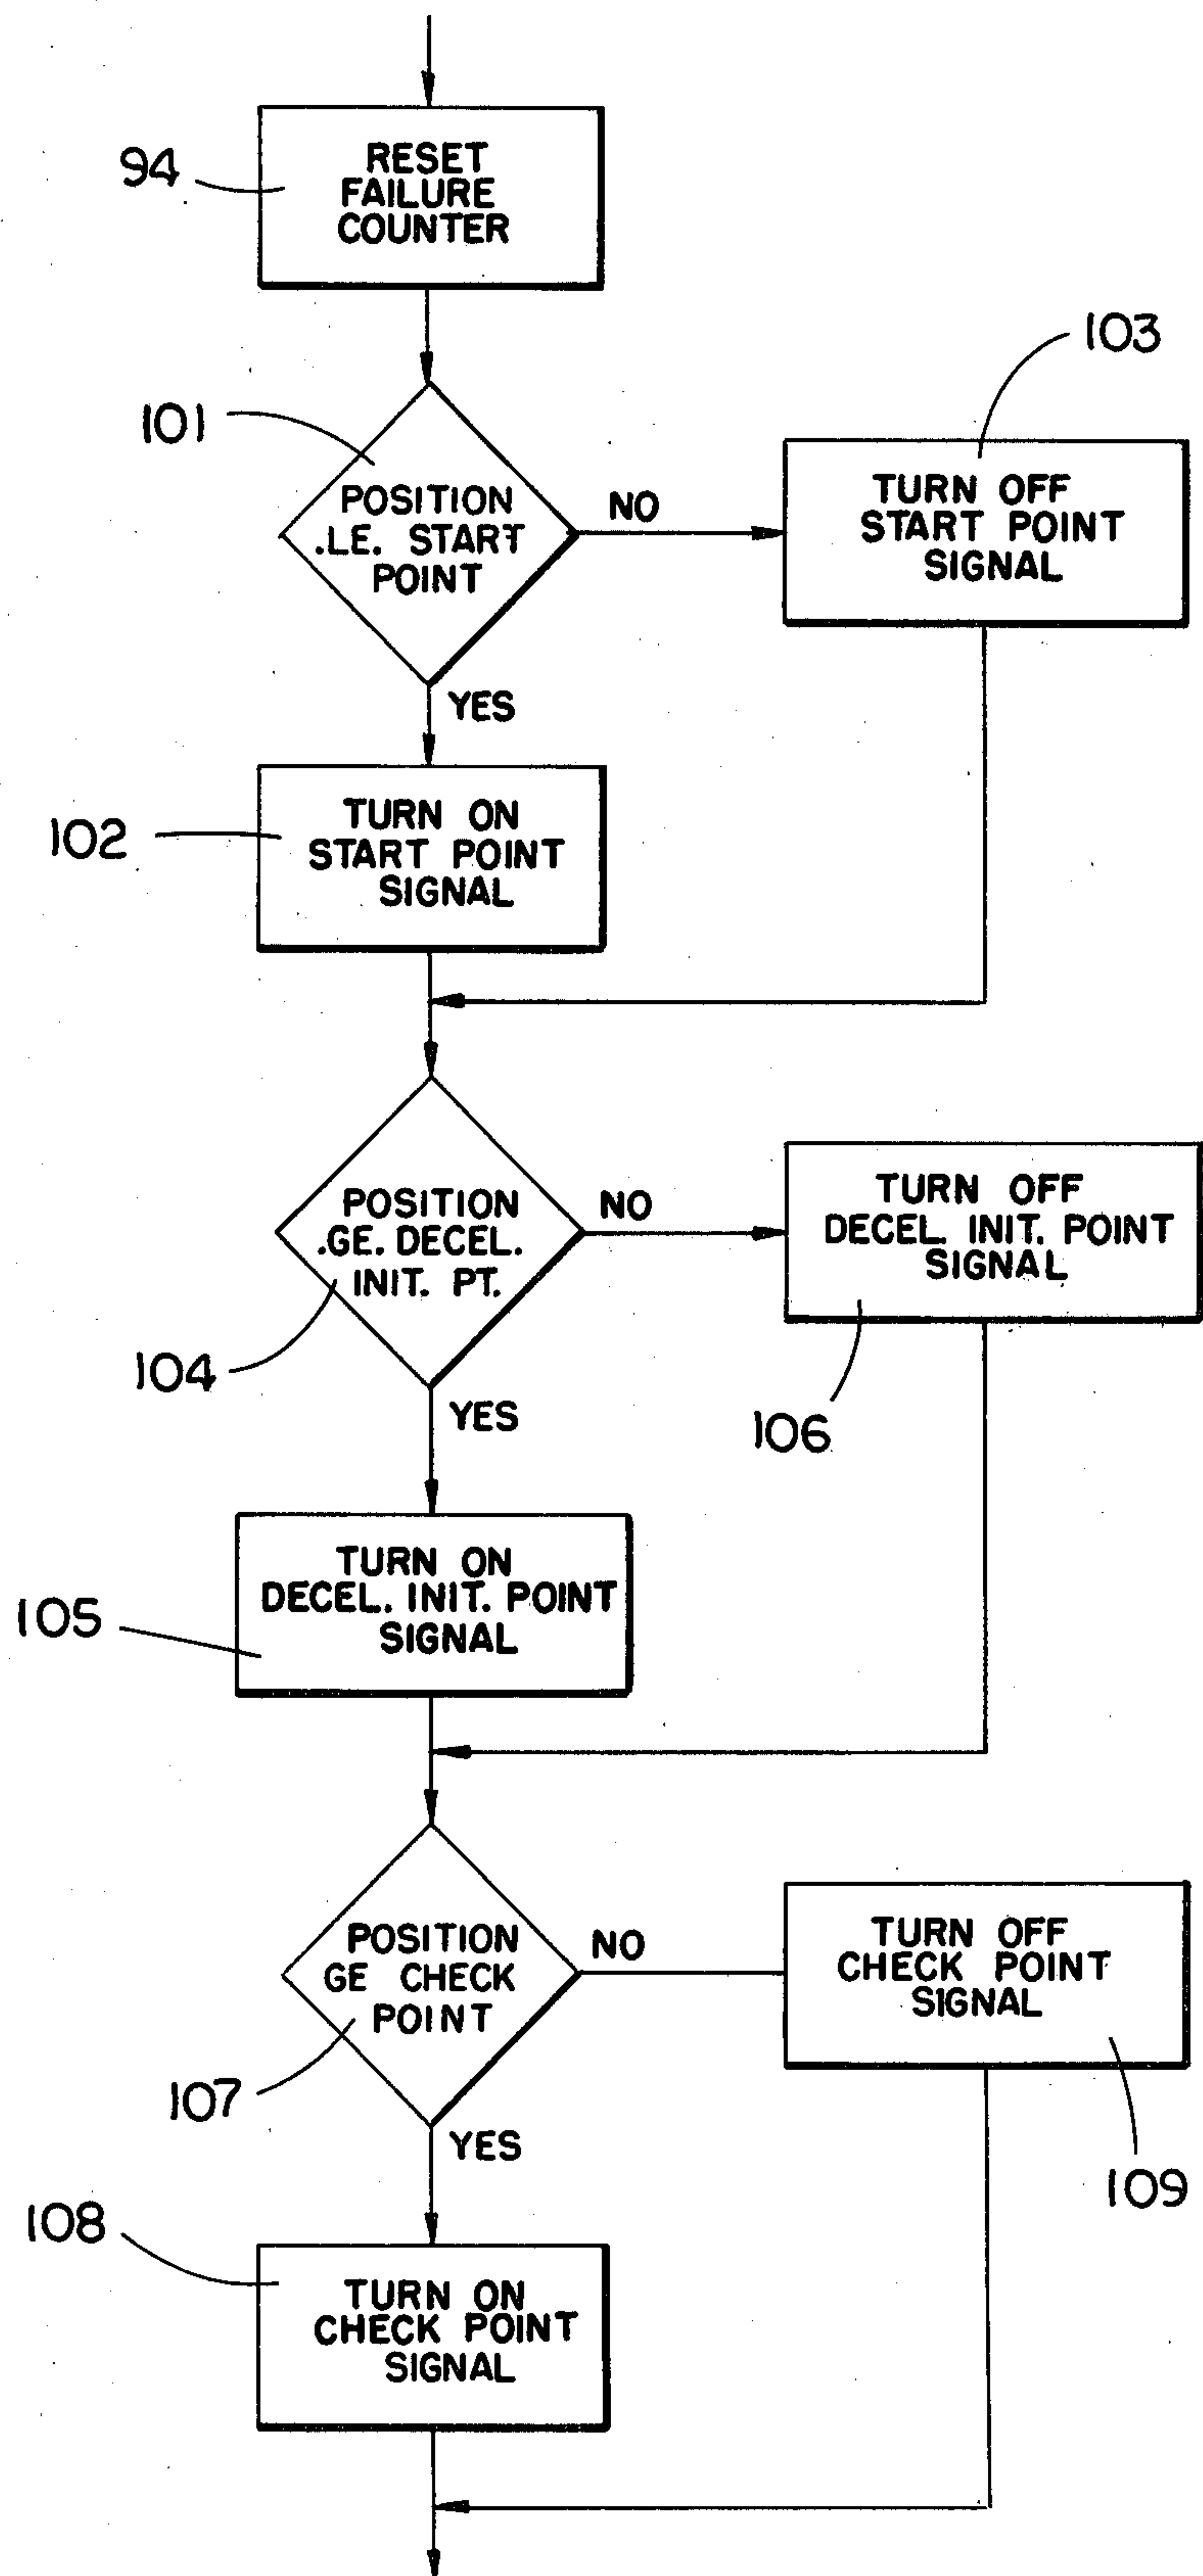 94
RESET
FAILURE
COUNTER
103
101
POSITION
.LE. START
POINT
NO
TURN OFF
START POINT
SIGNAL
YES
102
TURN ON
START POINT
SIGNAL
POSITION
.GE. DECEL.
INIT. PT.
NO
TURN OFF
DECEL. INIT. POINT
SIGNAL
104
YES
106
TURN ON
DECEL. INIT. POINT
SIGNAL
105
POSITION
GE CHECK
POINT
NO
TURN OFF
CHECK POINT
SIGNAL
107
YES
109
108
TURN ON
CHECK POINT
SIGNAL